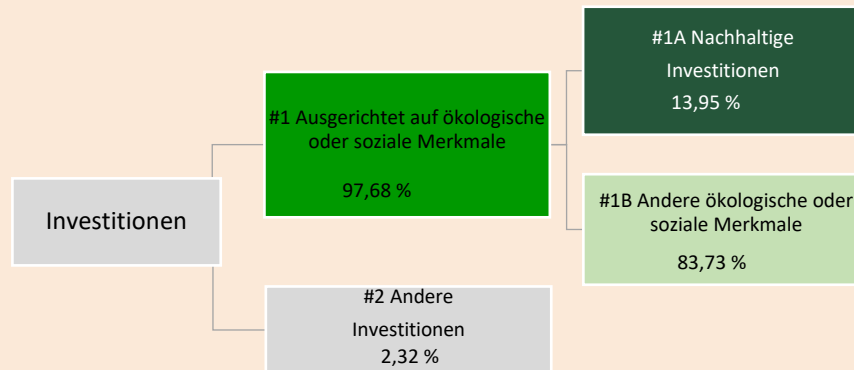 Investitionen
#1 Ausgerichtet auf ökologische
oder soziale Merkmale
97,68 %
#1A Nachhaltige
Investitionen
13,95 %
#1B Andere ökologische oder
soziale Merkmale
83,73 %
#2 Andere
Investitionen
2,32 %